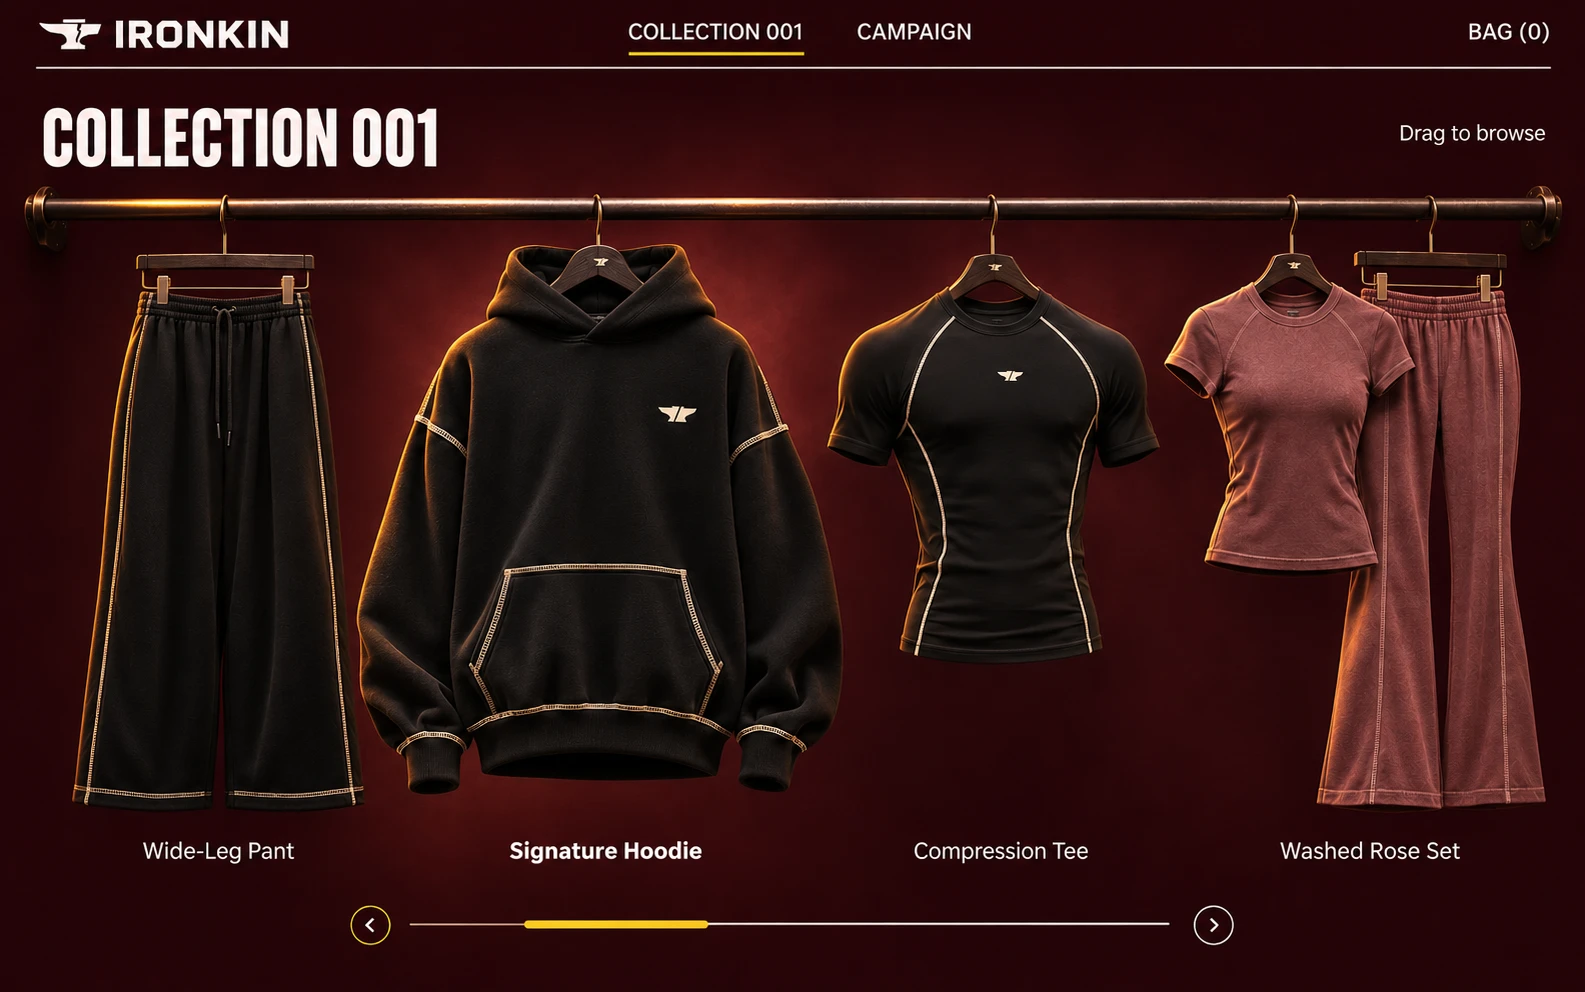 IRONKIN
COLLECTION 001
CAMPAIGN
BAG (0)
COLLECTION 001
Drag to browse
Wide-Leg Pant
Signature Hoodie
Compression Tee
Washed Rose Set